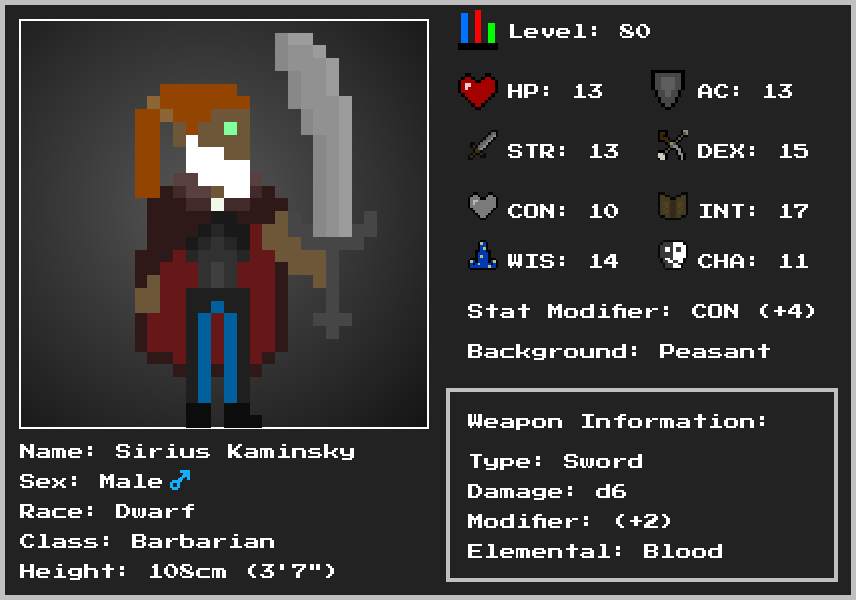 Level: 80
HP: 13
AC: 13
STR: 13
DEX: 15
CON: 10
INT: 17
WIS: 14
CHA: 11
Stat Modifier: CON (+4)
Background: Peasant
Name: Sirius Kaminsky
Sex: Male♂
Race: Dwarf
Class: Barbarian
Height: 108cm (3'7")
Weapon Information:
Type: Sword
Damage: d6
Modifier: (+2)
Elemental: Blood